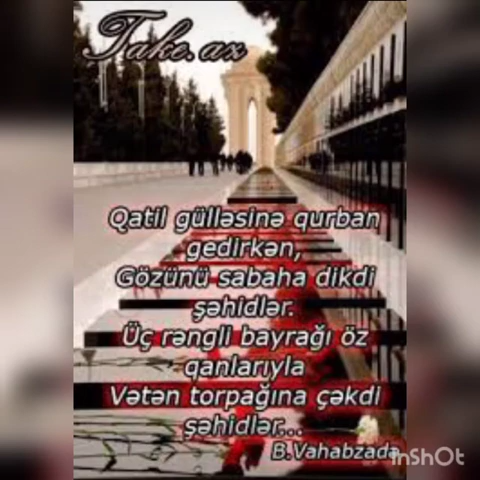 Take.az
Qatil gülləsinə qurban
gedirkən,
Gözünü sabaha dikdi
şəhidlər.
Üç rəngli bayrağı öz
qanlarıyla
Vətən torpağına çəkdi
şəhidlər...
B.Vahabzadə
InShOt